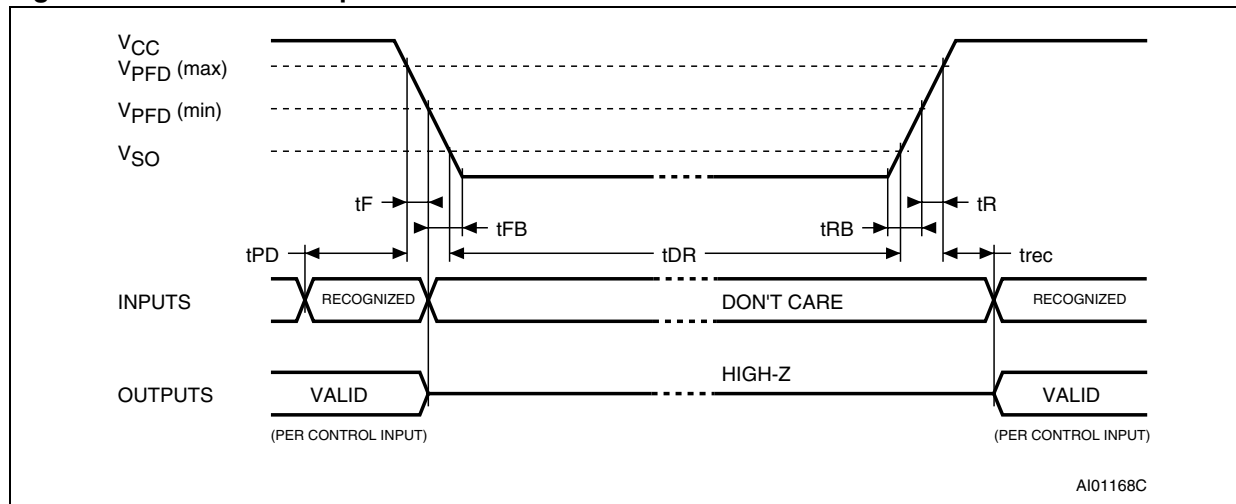 VCC
VPFD (max)
VPFD (min)
VSO
tF
tR
tFB
tRB
tPD
tDR
trec
INPUTS
RECOGNIZED
DON'T CARE
RECOGNIZED
HIGH-Z
OUTPUTS
VALID
VALID
(PER CONTROL INPUT)
(PER CONTROL INPUT)
AI01168C